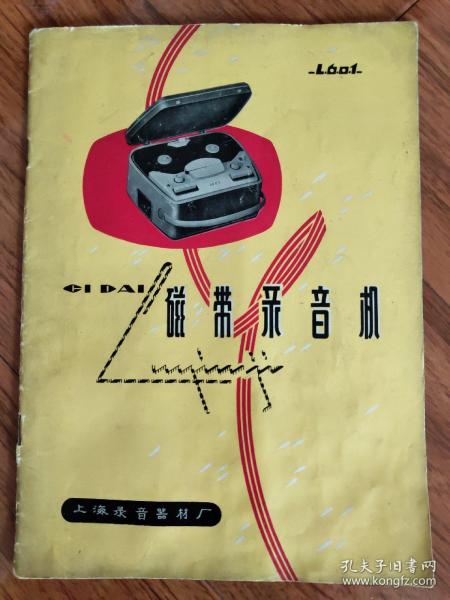 L601
CI DAI
磁带录音机
上海录音器材厂
孔夫子旧书网
www.kongfz.com